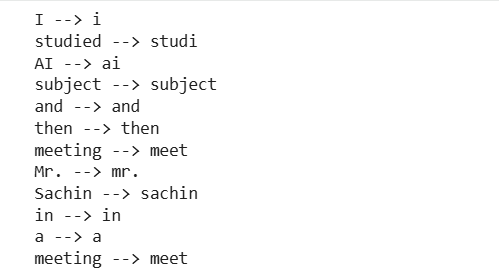 I --> i
studied --> studi
AI --> ai
subject --> subject
and --> and
then --> then
meeting --> meet
Mr. --> mr.
Sachin --> sachin
in --> in
a --> a
meeting --> meet